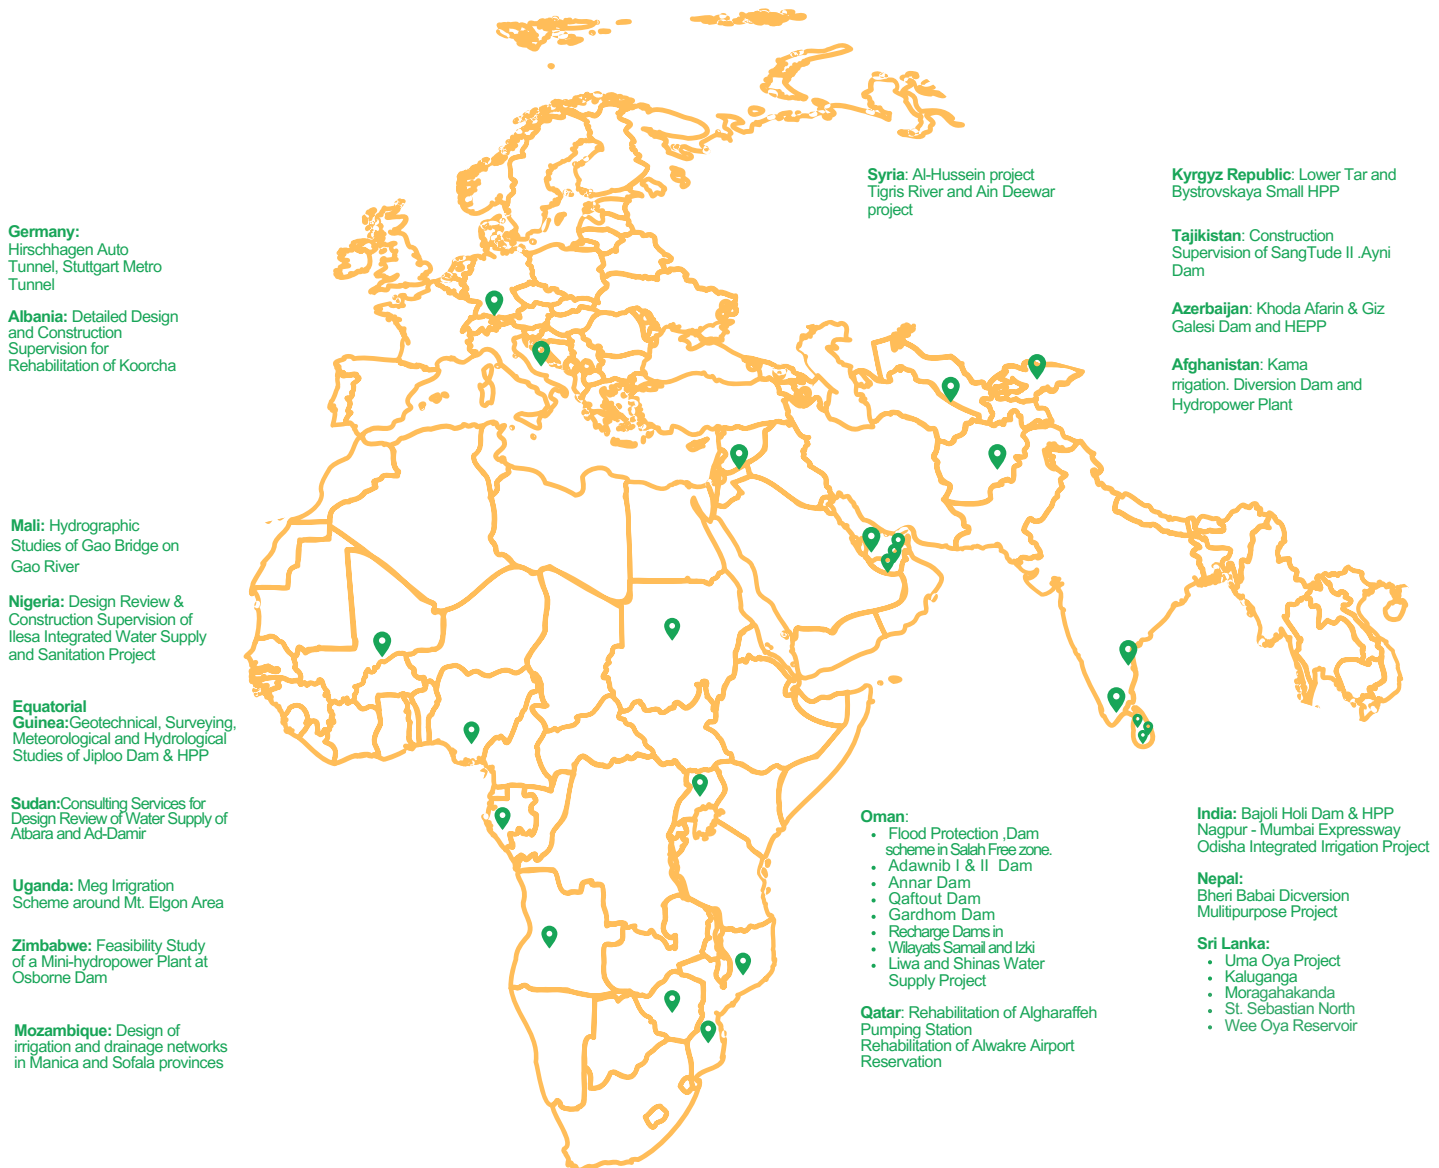 Germany:
Hirschhagen Auto
Tunnel, Stuttgart Metro
Tunnel
Albania: Detailed Design
and Construction
Supervision for
Rehabilitation of Koorcha
Mali: Hydrographic
Studies of Gao Bridge on
Gao River
Nigeria: Design Review &
Construction Supervision of
Ilesa Integrated Water Supply
and Sanitation Project
Equatorial
Guinea:Geotechnical, Surveying,
Meteorological and Hydrological
Studies of Jiploo Dam & HPP
Sudan:Consulting Services for
Design Review of Water Supply of
Atbara and Ad-Damir
Uganda: Meg Irrigration
Scheme around Mt. Elgon Area
Zimbabwe: Feasibility Study
of a Mini-hydropower Plant at
Osborne Dam
Mozambique: Design of
irrigation and drainage networks
in Manica and Sofala provinces
Syria: Al-Hussein project
Tigris River and Ain Deewar
project
Kyrgyz Republic: Lower Tar and
Bystrovskaya Small HPP
Tajikistan: Construction
Supervision of SangTude II .Ayni
Dam
Azerbaijan: Khoda Afarin & Giz
Galesi Dam and HEPP
Afghanistan: Kama
rrigation. Diversion Dam and
Hydropower Plant
Oman:
• Flood Protection ,Dam
scheme in Salah Free zone.
• Adawnib I & II Dam
• Annar Dam
• Qaftout Dam
• Gardhom Dam
• Recharge Dams in
• Wilayats Samail and Izki
• Liwa and Shinas Water
Supply Project
Qatar: Rehabilitation of Algharaffeh
Pumping Station
Rehabilitation of Alwakre Airport
Reservation
India: Bajoli Holi Dam & HPP
Nagpur - Mumbai Expressway
Odisha Integrated Irrigation Project
Nepal:
Bheri Babai Dicversion
Mulitipurpose Project
Sri Lanka:
• Uma Oya Project
• Kaluganga
• Moragahakanda
• St. Sebastian North
• Wee Oya Reservoir